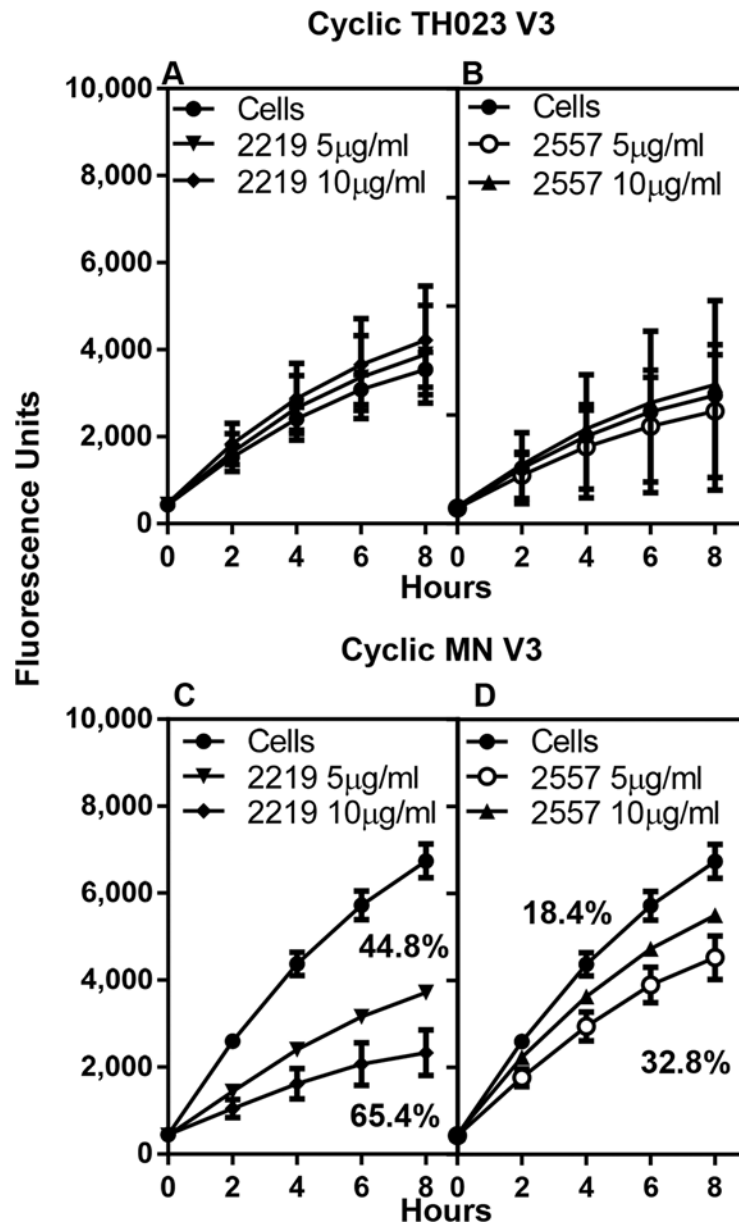 Cyclic TH023 V3
A
B
10,000
8,000
6,000
4,000
2,000
0
Cells
2219 5μg/ml
2219 10μg/ml
Cells
2557 5μg/ml
2557 10μg/ml
0 2 4 6 8
0 2 4 6 8
Hours
Fluorescence Units
Cyclic MN V3
C
D
10,000
8,000
6,000
4,000
2,000
0
Cells
2219 5μg/ml
2219 10μg/ml
44.8%
65.4%
Cells
2557 5μg/ml
2557 10μg/ml
18.4%
32.8%
0 2 4 6 8
0 2 4 6 8
Hours